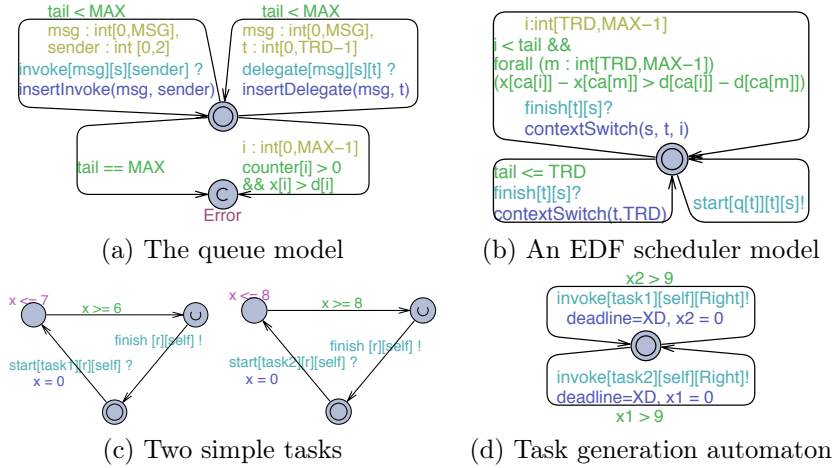 tail < MAX
tail < MAX
msg : int[0,MSG],
sender : int [0,2]
invoke[msg][s][sender] ?
insertInvoke(msg, sender)
msg : int[0,MSG],
t : int[0,TRD−1]
delegate[msg][s][t] ?
insertDelegate(msg, t)
tail == MAX
i : int[0,MAX−1]
counter[i] > 0
&& x[i] > d[i]
C
Error
(a) The queue model
i:int[TRD,MAX−1]
i < tail &&
forall (m : int[TRD,MAX−1])
(x[ca[i]] − x[ca[m]] > d[ca[i]] − d[ca[m]])
finish[t][s]?
contextSwitch(s, t, i)
tail <= TRD
finish[t][s]?
contextSwitch(t,TRD)
start[q[t]][t][s]!
(b) An EDF scheduler model
x <= 7
x >= 6
finish [r][self] !
start[task1][r][self] ?
x = 0
x <= 8
x >= 8
finish [r][self] !
start[task2][r][self] ?
x = 0
(c) Two simple tasks
x2 > 9
invoke[task1][self][Right]!
deadline=XD, x2 = 0
invoke[task2][self][Right]!
deadline=XD, x1 = 0
x1 > 9
(d) Task generation automaton